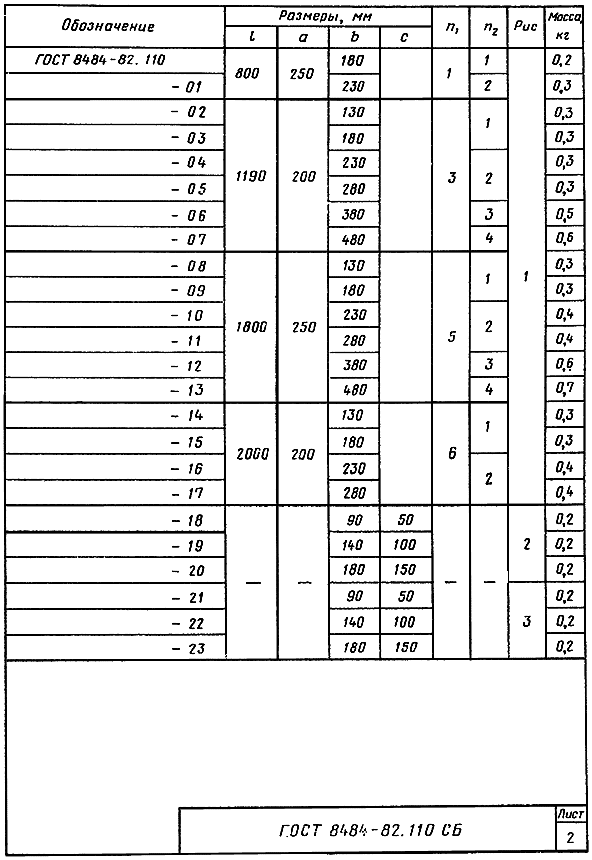 Обозначение Размеры, мм n₁ n₂ Рис Масса, кг
l a b c
ГОСТ 8484-82.110 800 250 180 1 1 1 0,2
- 01 230 2 0,3
- 02 1190 200 130 3 1 0,3
- 03 180 0,3
- 04 230 2 0,3
- 05 280 0,3
- 06 380 3 0,5
- 07 480 4 0,6
- 08 1800 250 130 5 1 0,3
- 09 180 0,3
- 10 230 2 0,4
- 11 280 0,4
- 12 380 3 0,6
- 13 480 4 0,7
- 14 2000 200 130 6 1 0,3
- 15 180 0,3
- 16 230 2 0,4
- 17 280 0,4
- 18 — — 90 50 — — 2 0,2
- 19 140 100 0,2
- 20 180 150 0,2
- 21 90 50 3 0,2
- 22 140 100 0,2
- 23 180 150 0,2
ГОСТ 8484-82.110 СБ
Лист
2